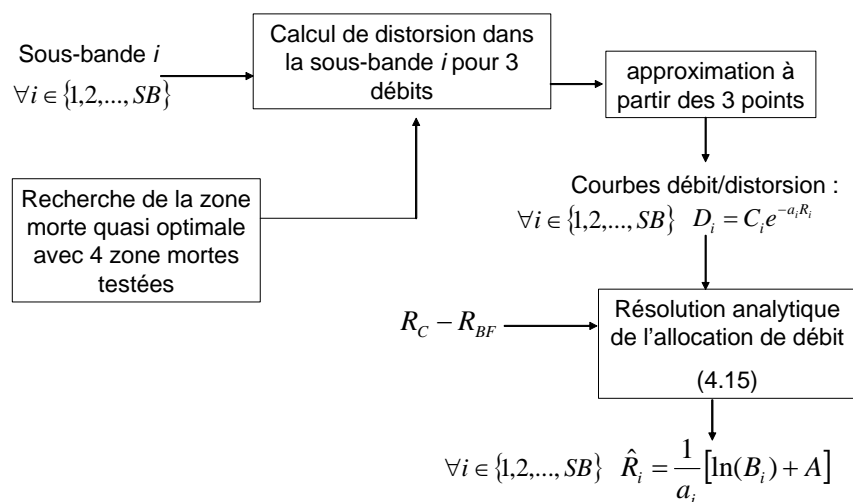 Sous-bande i
∀i ∈ {1,2,...,SB}
Calcul de distorsion dans
la sous-bande i pour 3
débits
approximation à
partir des 3 points
Recherche de la zone
morte quasi optimale
avec 4 zone mortes
testées
Courbes débit/distorsion :
∀i ∈ {1,2,...,SB} D_i = C_i e^{-a_i R_i}
R_C − R_{BF}
Résolution analytique
de l'allocation de débit
(4.15)
∀i ∈ {1,2,...,SB} R̂_i = \frac{1}{a_i} [ln(B_i) + A]